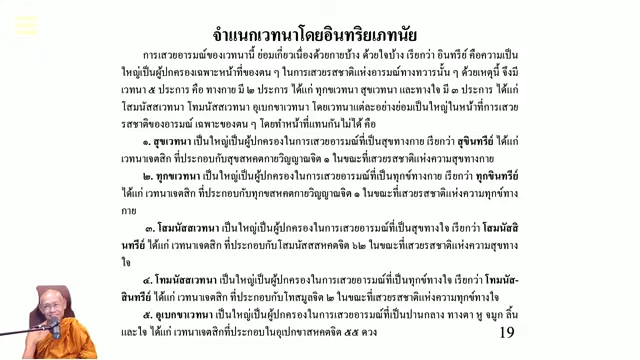 จำแนกเวทนาโดยอินทริยเภทนัย
การเสวยอารมณ์ของเวทนานี้ ย่อมเกี่ยวเนื่องด้วยกายบ้าง ด้วยใจบ้าง เรียกว่า อินทรีย์ คือความเป็น
ใหญ่เป็นผู้ปกครองเฉพาะหน้าที่ของตน ๆ ในการเสวยรสชาติแห่งอารมณ์ทางทวารนั้น ๆ ด้วยเหตุนี้ จึงมี
เวทนา ๕ ประการ คือ ทางกาย มี ๒ ประการ ได้แก่ ทุกขเวทนา สุขเวทนา และทางใจ มี ๓ ประการ ได้แก่
โสมนัสสเวทนา โทมนัสสเวทนา อุเบกขาเวทนา โดยเวทนาแต่ละอย่างย่อมเป็นใหญ่ในหน้าที่การเสวย
รสชาติของอารมณ์ เฉพาะของตน ๆ โดยทำหน้าที่แทนกันไม่ได้ คือ
๑. สุขเวทนา เป็นใหญ่เป็นผู้ปกครองในการเสวยอารมณ์ที่เป็นสุขทางกาย เรียกว่า สุขินทรีย์ ได้แก่
เวทนาเจตสิก ที่ประกอบกับสุขสหคตกายวิญญาณจิต ๑ ในขณะที่เสวยรสชาติแห่งความสุขทางกาย
๒. ทุกขเวทนา เป็นใหญ่เป็นผู้ปกครองในการเสวยอารมณ์ที่เป็นทุกข์ทางกาย เรียกว่า ทุกขินทรีย์
ได้แก่ เวทนาเจตสิก ที่ประกอบกับทุกขสหคตกายวิญญาณจิต ๑ ในขณะที่เสวยรสชาติแห่งความทุกข์ทาง
กาย
๓. โสมนัสสเวทนา เป็นใหญ่เป็นผู้ปกครองในการเสวยอารมณ์ที่เป็นสุขทางใจ เรียกว่า โสมนัสสิ
นทรีย์ ได้แก่ เวทนาเจตสิก ที่ประกอบกับโสมนัสสสหคตจิต ๖๒ ในขณะที่เสวยรสชาติแห่งความสุขทาง
ใจ
๔. โทมนัสสเวทนา เป็นใหญ่เป็นผู้ปกครองในการเสวยอารมณ์ที่เป็นทุกข์ทางใจ เรียกว่า โทมนัส-
สินทรีย์ ได้แก่ เวทนาเจตสิก ที่ประกอบกับโทสมูลจิต ๒ ในขณะที่เสวยรสชาติแห่งความทุกข์ทางใจ
๕. อุเบกขาเวทนา เป็นใหญ่เป็นผู้ปกครองในการเสวยอารมณ์ที่เป็นปานกลาง ทางตา หู จมูก ลิ้น
และใจ ได้แก่ เวทนาเจตสิกที่ประกอบในอุเปกขาสหคตจิต ๕๕ ดวง
19